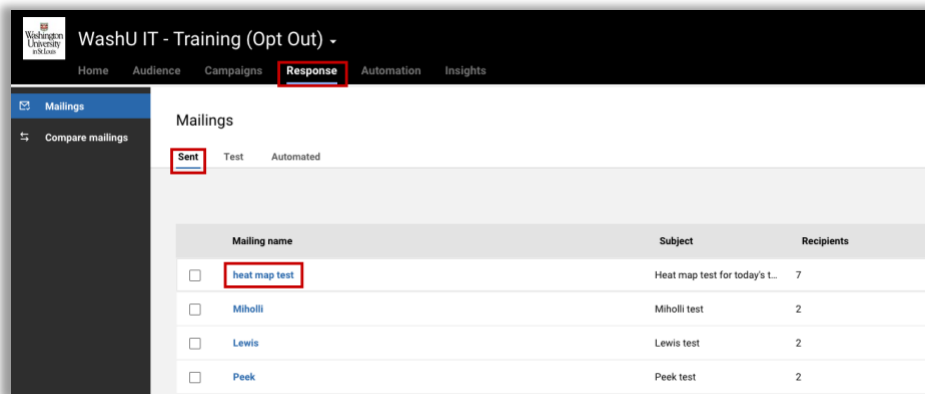 Washington
University
in St. Louis
WashU IT - Training (Opt Out)
Home Audience Campaigns Response Automation Insights
Mailings
Compare mailings
Mailings
Sent Test Automated
Mailing name Subject Recipients
heat map test Heat map test for today's t... 7
Miholli Miholli test 2
Lewis Lewis test 2
Peek Peek test 2